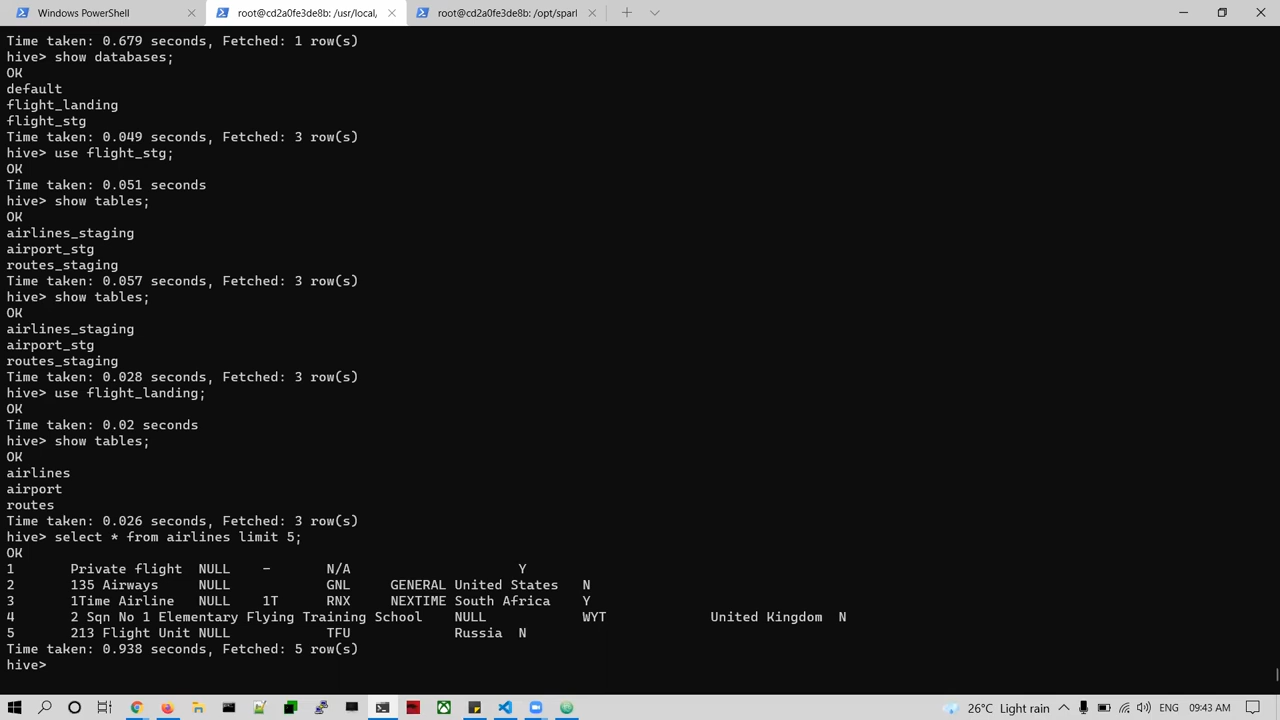 Windows PowerShell
root@cd2a0fe3de8b: /usr/local,
root@cd2a0fe3de8b: /opt/sparl
Time taken: 0.679 seconds, Fetched: 1 row(s)
hive> show databases;
OK
default
flight_landing
flight_stg
Time taken: 0.049 seconds, Fetched: 3 row(s)
hive> use flight_stg;
OK
Time taken: 0.051 seconds
hive> show tables;
OK
airlines_staging
airport_stg
routes_staging
Time taken: 0.057 seconds, Fetched: 3 row(s)
hive> show tables;
OK
airlines_staging
airport_stg
routes_staging
Time taken: 0.028 seconds, Fetched: 3 row(s)
hive> use flight_landing;
OK
Time taken: 0.02 seconds
hive> show tables;
OK
airlines
airport
routes
Time taken: 0.026 seconds, Fetched: 3 row(s)
hive> select * from airlines limit 5;
OK
1 Private flight NULL - N/A Y
2 135 Airways NULL GNL GENERAL United States N
3 1Time Airline NULL 1T RNX NEXTIME South Africa Y
4 2 Sqn No 1 Elementary Flying Training School NULL WYT United Kingdom N
5 213 Flight Unit NULL TFU Russia N
Time taken: 0.938 seconds, Fetched: 5 row(s)
hive>
26°C Light rain ENG 09:43 AM